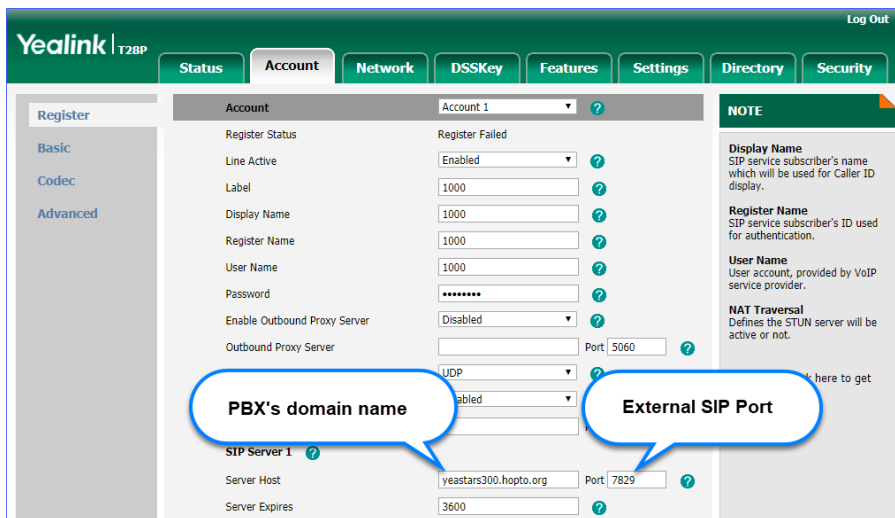 Log Out
Yealink T28P
Status Account Network DSSKey Features Settings Directory Security
Register
Basic
Codec
Advanced
Account Account 1 ?
Register Status Register Failed
Line Active Enabled ?
Label 1000 ?
Display Name 1000 ?
Register Name 1000 ?
User Name 1000 ?
Password •••••••• ?
Enable Outbound Proxy Server Disabled ?
Outbound Proxy Server Port 5060 ?
UDP ?
abled
PBX's domain name
External SIP Port
SIP Server 1 ?
Server Host yeastars300.hopto.org Port 7829 ?
Server Expires 3600 ?
NOTE
Display Name
SIP service subscriber's name
which will be used for Caller ID
display.
Register Name
SIP service subscriber's ID used
for authentication.
User Name
User account, provided by VoIP
service provider.
NAT Traversal
Defines the STUN server will be
active or not.
here to get